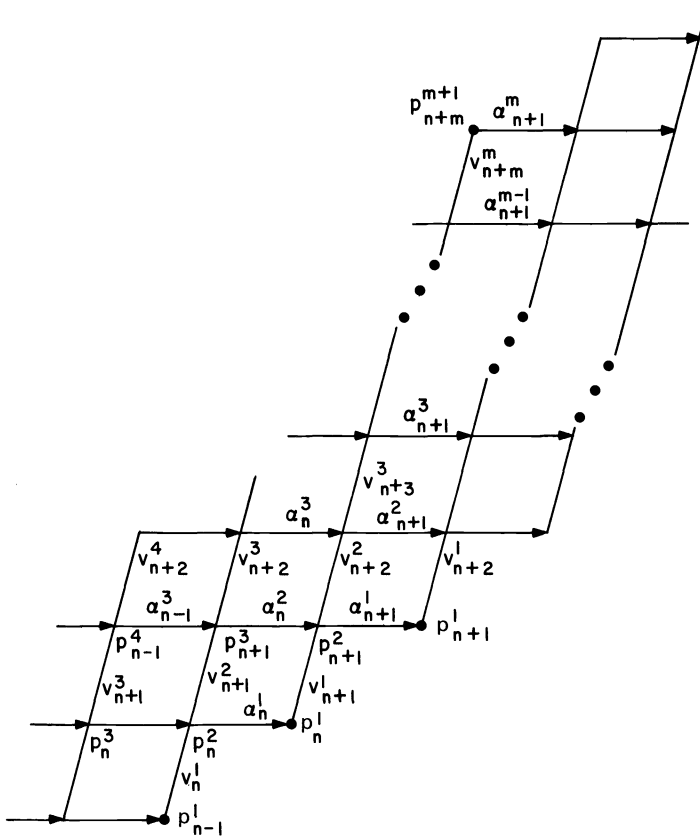 p^{m+1}_{n+m} α^m_{n+1}
v^m_{n+m}
α^{m-1}_{n+1}
α^3_{n+1}
v^3_{n+3}
α^3_n α^2_{n+1}
v^4_{n+2} v^3_{n+2} v^2_{n+2} v^1_{n+2}
α^3_{n-1} α^2_n α^1_{n+1}
p^4_{n-1} p^3_{n+1} p^2_{n+1} p^1_{n+1}
v^3_{n+1} v^2_{n+1} v^1_{n+1}
α^1_n
p^3_n p^2_n p^1_n
v^1_n
p^1_{n-1}